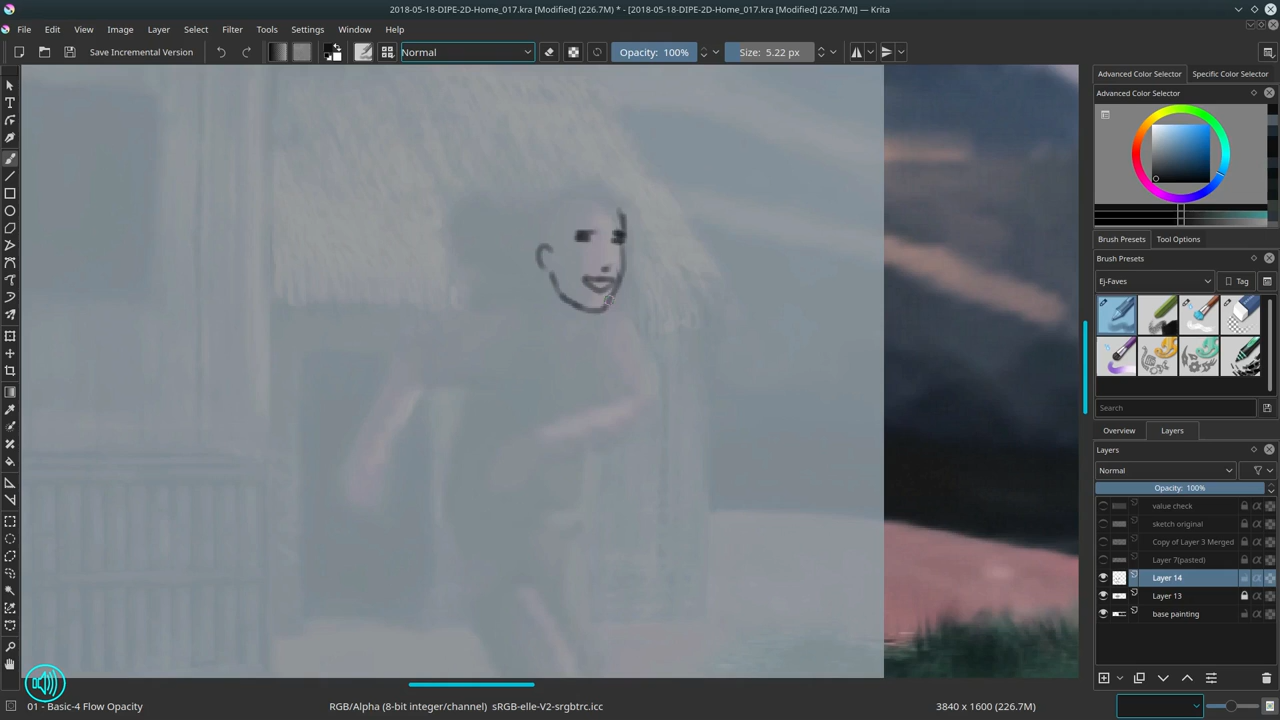 2018-05-18-DIPE-2D-Home_017.kra [Modified] (226.7M) * - [2018-05-18-DIPE-2D-Home_017.kra [Modified] (226.7M)] - Krita
File Edit View Image Layer Select Filter Tools Settings Window Help
Save Incremental Version
Normal
Opacity: 100%
Size: 5.22 px
Advanced Color Selector
Specific Color Selector
Advanced Color Selector
Brush Presets
Tool Options
Brush Presets
Ej-Faves
Tag
Search
Overview
Layers
Layers
Normal
Opacity: 100%
value check
sketch original
Copy of Layer 3 Merged
Layer 7(pasted)
Layer 14
Layer 13
base painting
01 - Basic-4 Flow Opacity
RGB/Alpha (8-bit integer/channel) sRGB-elle-V2-srgbtrc.icc
3840 x 1600 (226.7M)